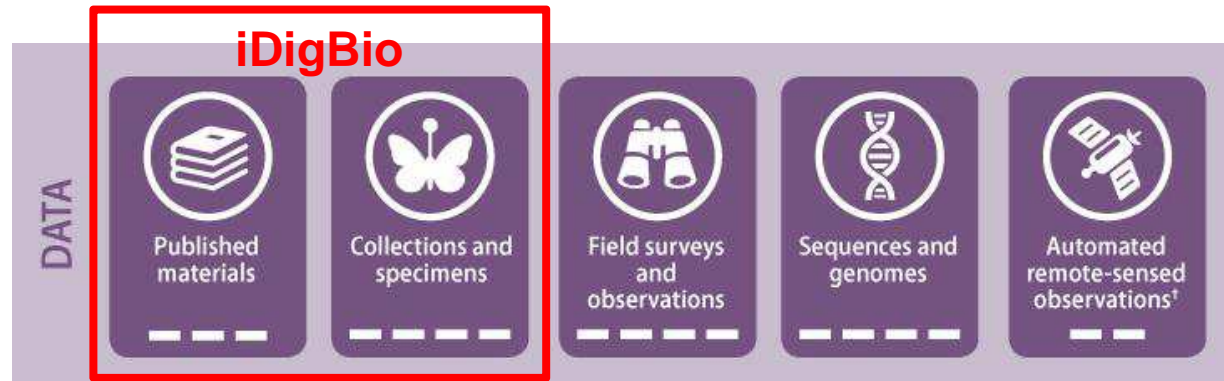 iDigBio
DATA
Published
materials
Collections and
specimens
Field surveys
and
observations
Sequences and
genomes
Automated
remote-sensed
observations†